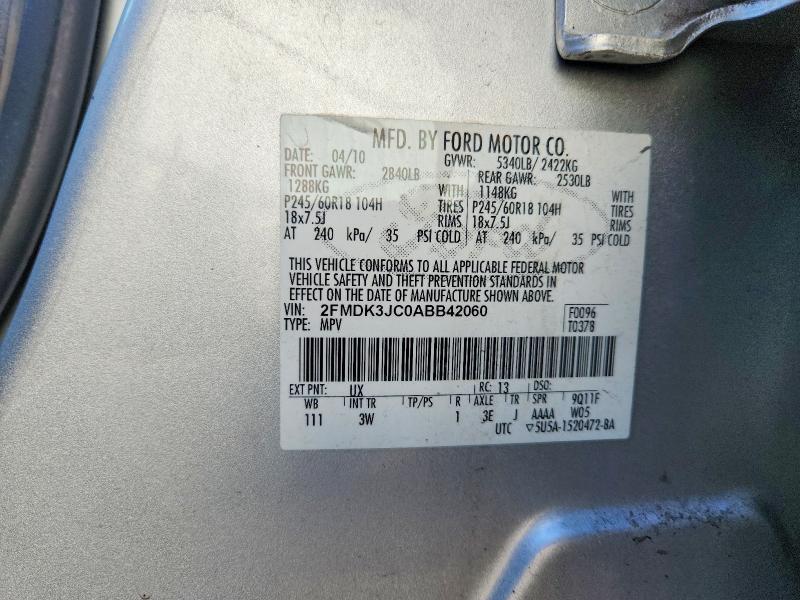 MFD. BY FORD MOTOR CO.
DATE: 04/10 GVWR: 5340LB/ 2422KG
FRONT GAWR: 2840LB REAR GAWR: 2530LB
1288KG WITH 1148KG WITH
P245/60R18 104H TIRES P245/60R18 104H TIRES
18x7.5J RIMS 18x7.5J RIMS
AT 240 kPa/ 35 PSI COLD AT 240 kPa/ 35 PSI COLD
THIS VEHICLE CONFORMS TO ALL APPLICABLE FEDERAL MOTOR
VEHICLE SAFETY AND THEFT PREVENTION STANDARDS IN
EFFECT ON THE DATE OF MANUFACTURE SHOWN ABOVE.
VIN: 2FMDK3JC0ABB42060 F0096
TYPE: MPV T0378
EXT PNT: UX RC: 13 DSO:
WB INT TR TP/PS R AXLE TR SPR 9Q11F
111 3W 1 3E J AAAA W05
UTC ▽5U5A-1520472-BA